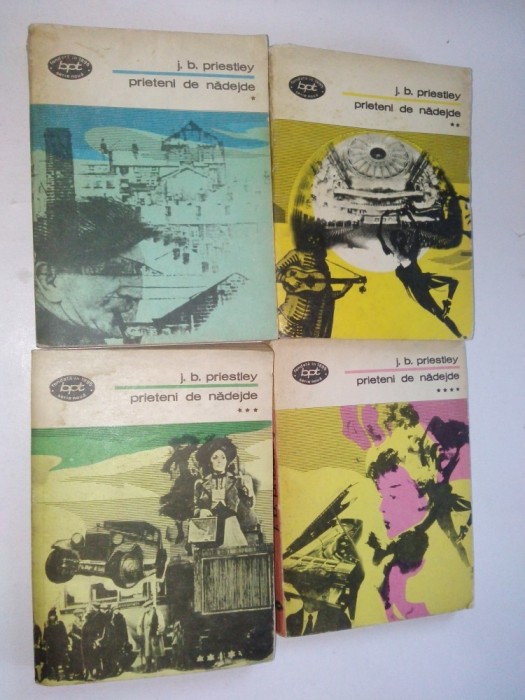 bpt
j. b. priestley
prieteni de nădejde
*
bpt
j. b. priestley
prieteni de nădejde
**
bpt
j. b. priestley
prieteni de nădejde
***
bpt
j. b. priestley
prieteni de nădejde
****